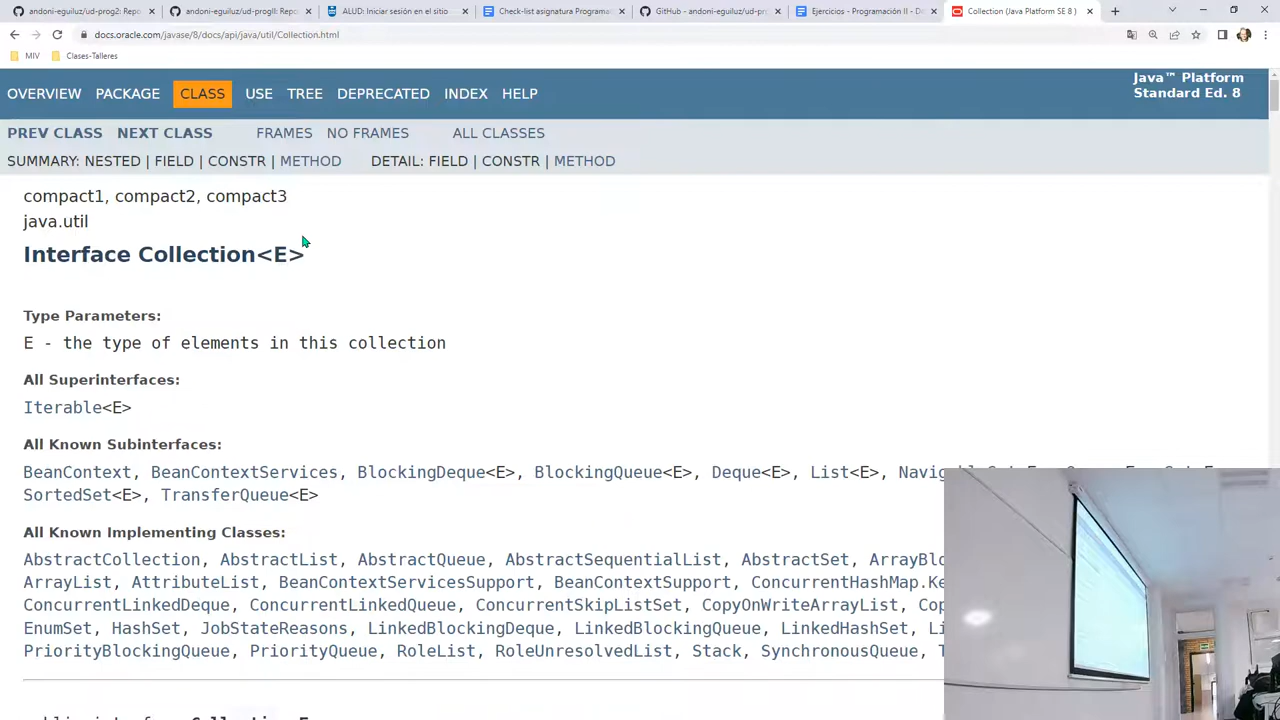 andoni-eguiluz/ud-prog2: Repo
andoni-eguiluz/ud-progII: Repo
ALUD: Iniciar sesión en el sitio
Check-list asignatura Programa
GitHub - andoni-eguiluz/ud-pr
Ejercicios - Programación II - D
Collection (Java Platform SE 8 )
docs.oracle.com/javase/8/docs/api/java/util/Collection.html
MIV Clases-Talleres
OVERVIEW PACKAGE CLASS USE TREE DEPRECATED INDEX HELP
Java™ Platform
Standard Ed. 8
PREV CLASS NEXT CLASS FRAMES NO FRAMES ALL CLASSES
SUMMARY: NESTED | FIELD | CONSTR | METHOD DETAIL: FIELD | CONSTR | METHOD
compact1, compact2, compact3
java.util
Interface Collection<E>
Type Parameters:
E - the type of elements in this collection
All Superinterfaces:
Iterable<E>
All Known Subinterfaces:
BeanContext, BeanContextServices, BlockingDeque<E>, BlockingQueue<E>, Deque<E>, List<E>,
SortedSet<E>, TransferQueue<E>
All Known Implementing Classes:
AbstractCollection, AbstractList, AbstractQueue, AbstractSequentialList, AbstractSet, ArrayBlo
ArrayList, AttributeList, BeanContextServicesSupport, BeanContextSupport, ConcurrentHashMap.Ke
ConcurrentLinkedDeque, ConcurrentLinkedQueue, ConcurrentSkipListSet, CopyOnWriteArrayList, Cop
EnumSet, HashSet, JobStateReasons, LinkedBlockingDeque, LinkedBlockingQueue, LinkedHashSet, Li
PriorityBlockingQueue, PriorityQueue, RoleList, RoleUnresolvedList, Stack, SynchronousQueue,